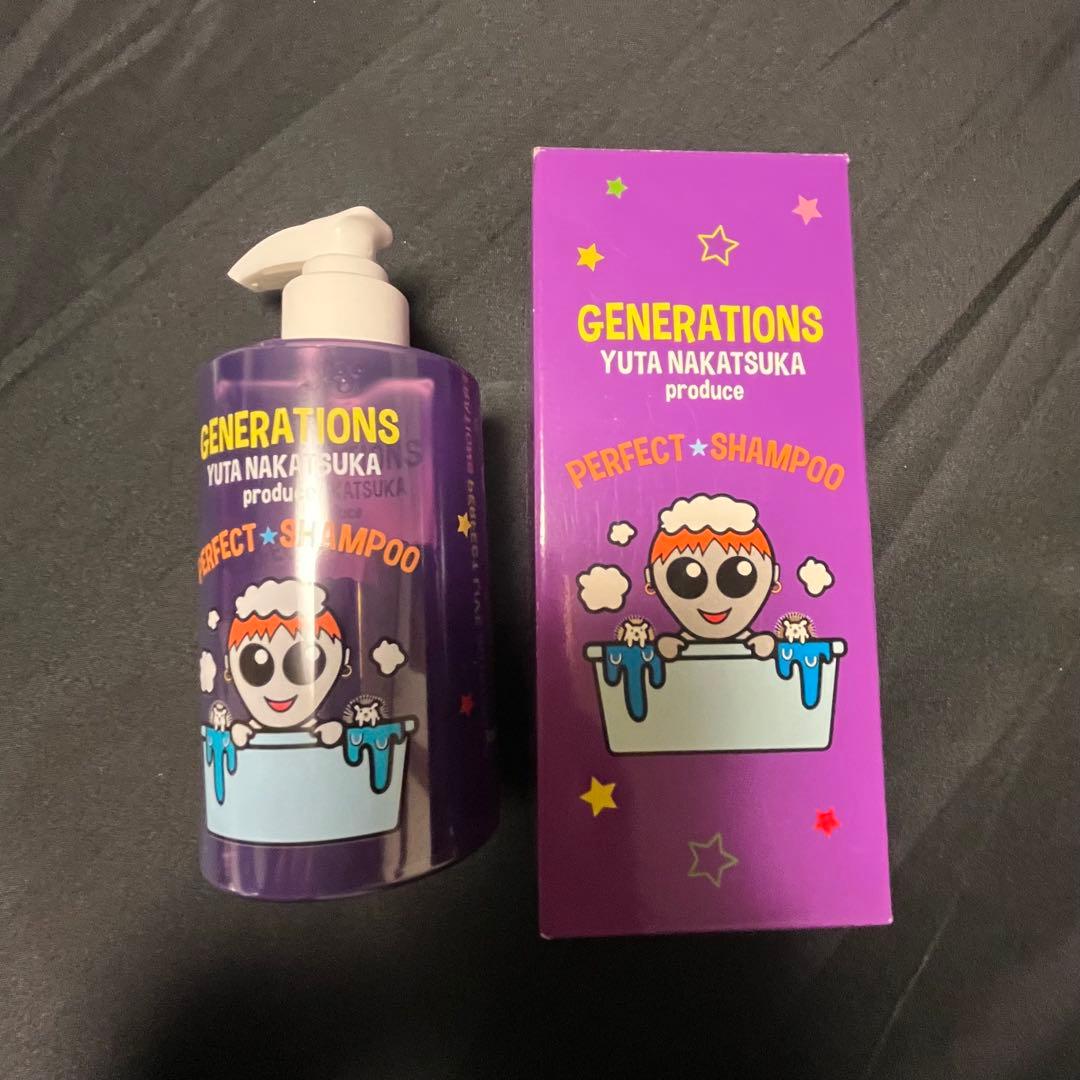 GENERATIONS
YUTA NAKATSUKA
produce
PERFECT★SHAMPOO
GENERATIONS
YUTA NAKATSUKA
produce
PERFECT★SHAMPOO